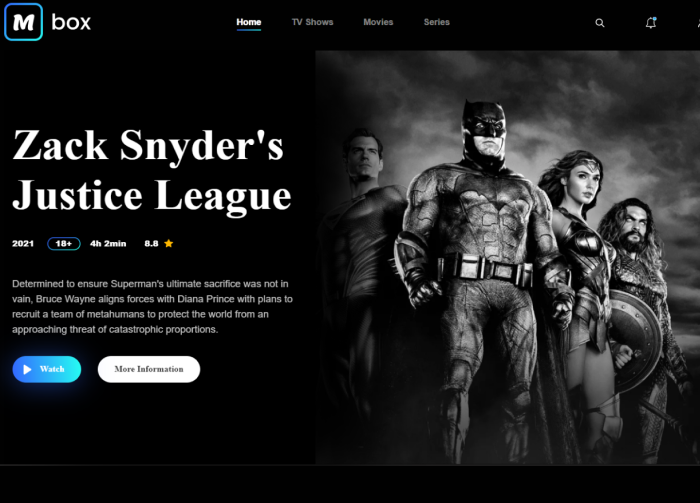 M box
Home TV Shows Movies Series
Zack Snyder's
Justice League
2021 18+ 4h 2min 8.8
Determined to ensure Superman's ultimate sacrifice was not in
vain, Bruce Wayne aligns forces with Diana Prince with plans to
recruit a team of metahumans to protect the world from an
approaching threat of catastrophic proportions.
Watch More Information